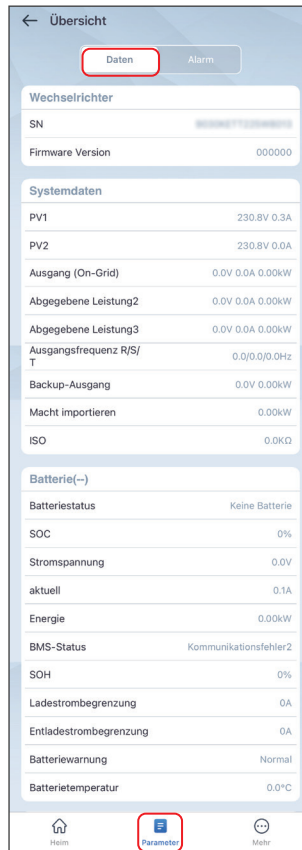 ← Übersicht
Daten
Alarm
Wechselrichter
SN
Firmware Version 000000
Systemdaten
PV1 230.8V 0.3A
PV2 230.8V 0.0A
Ausgang (On-Grid) 0.0V 0.0A 0.00kW
Abgegebene Leistung2 0.0V 0.0A 0.00kW
Abgegebene Leistung3 0.0V 0.0A 0.00kW
Ausgangsfrequenz R/S/
T 0.0/0.0/0.0Hz
Backup-Ausgang 0.0V 0.00kW
Macht importieren 0.00kW
ISO 0.0KΩ
Batterie(--)
Batteriestatus Keine Batterie
SOC 0%
Stromspannung 0.0V
aktuell 0.1A
Energie 0.00kW
BMS-Status Kommunikationsfehler2
SOH 0%
Ladestrombegrenzung 0A
Entladestrombegrenzung 0A
Batteriewarnung Normal
Batterietemperatur 0.0°C
Heim
Parameter
Mehr